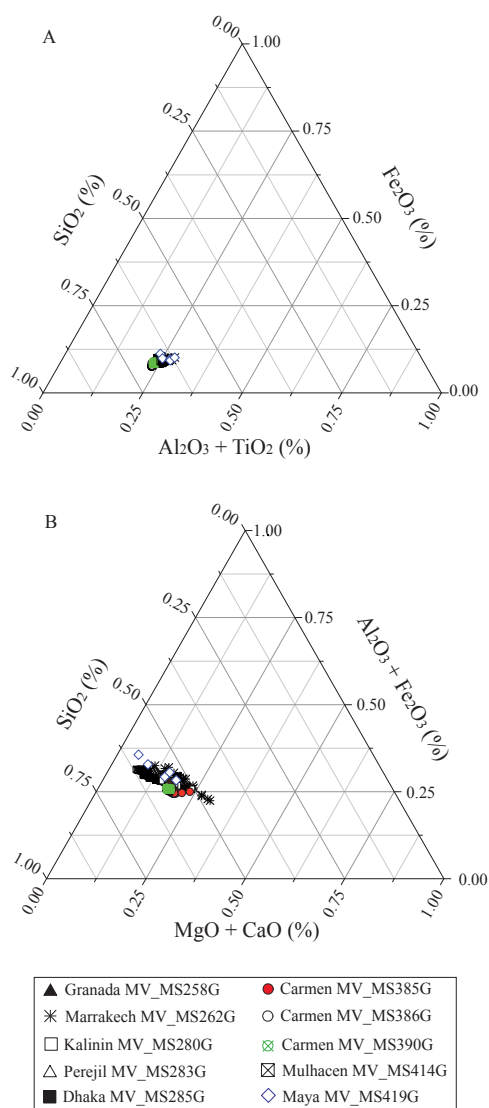 A
0.00
1.00
0.25
0.75
SiO₂ (%)
Fe₂O₃ (%)
0.50
0.50
0.75
0.25
1.00
0.00
0.00
0.25
0.50
0.75
1.00
Al₂O₃ + TiO₂ (%)
B
0.00
1.00
0.25
0.75
SiO₂ (%)
Al₂O₃ + Fe₂O₃ (%)
0.50
0.50
0.75
0.25
1.00
0.00
0.00
0.25
0.50
0.75
1.00
MgO + CaO (%)
Granada MV_MS258G
Carmen MV_MS385G
Marrakech MV_MS262G
Carmen MV_MS386G
Kalinin MV_MS280G
Carmen MV_MS390G
Perejil MV_MS283G
Mulhacen MV_MS414G
Dhaka MV_MS285G
Maya MV_MS419G